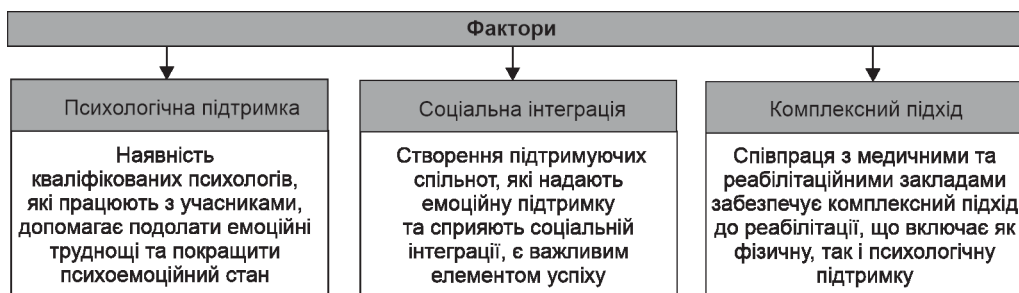 Фактори
Психологічна підтримка
Наявність
кваліфікованих психологів,
які працюють з учасниками,
допомагає подолати емоційні
труднощі та покращити
психоемоційний стан
Соціальна інтеграція
Створення підтримуючих
спільнот, які надають
емоційну підтримку
та сприяють соціальній
інтеграції, є важливим
елементом успіху
Комплексний підхід
Співпраця з медичними та
реабілітаційними закладами
забезпечує комплексний підхід
до реабілітації, що включає як
фізичну, так і психологічну
підтримку